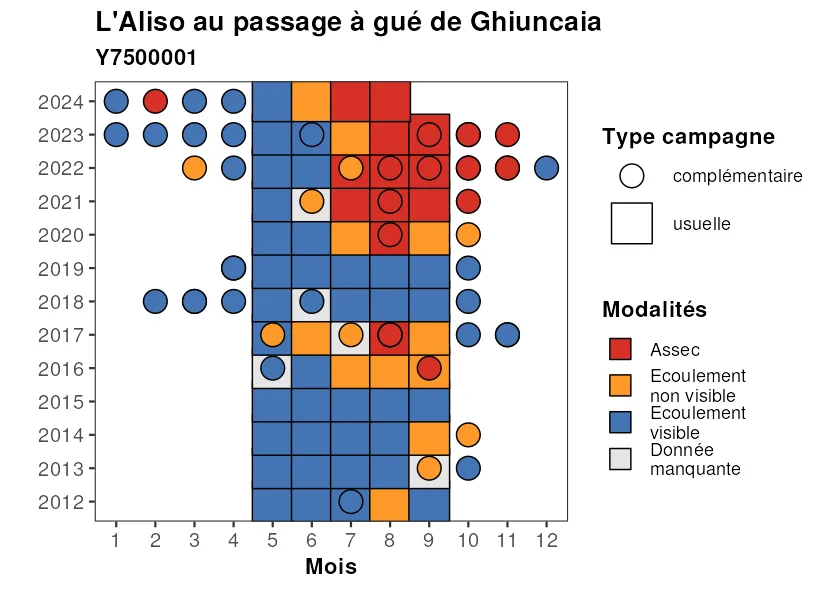 L'Aliso au passage à gué de Ghiuncaia
Y7500001
2024
2023
2022
2021
2020
2019
2018
2017
2016
2015
2014
2013
2012
1 2 3 4 5 6 7 8 9 10 11 12
Mois
Type campagne
complémentaire
usuelle
Modalités
Assec
Ecoulement
non visible
Ecoulement
visible
Donnée
manquante